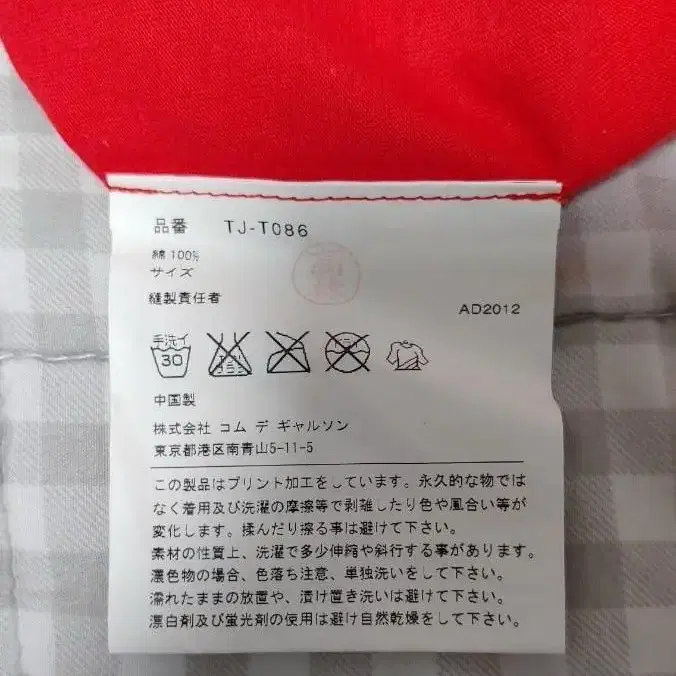 品番 TJ-T086
綿 100%
サイズ
縫製責任者
AD2012
手洗イ
30
中国製
株式会社 コム デ ギャルソン
東京都港区南青山5-11-5
この製品はプリント加工をしています。永久的な物では
なく着用及び洗濯の摩擦等で剥離したり色や風合い等が
変化します。揉んだり擦る事は避けて下さい。
素材の性質上、洗濯で多少伸縮や斜行する事があります。
濃色物の場合、色落ち注意、単独洗いをして下さい。
濡れたままの放置や、漬け置き洗いは避けて下さい。
漂白剤及び蛍光剤の使用は避け自然乾燥をして下さい。